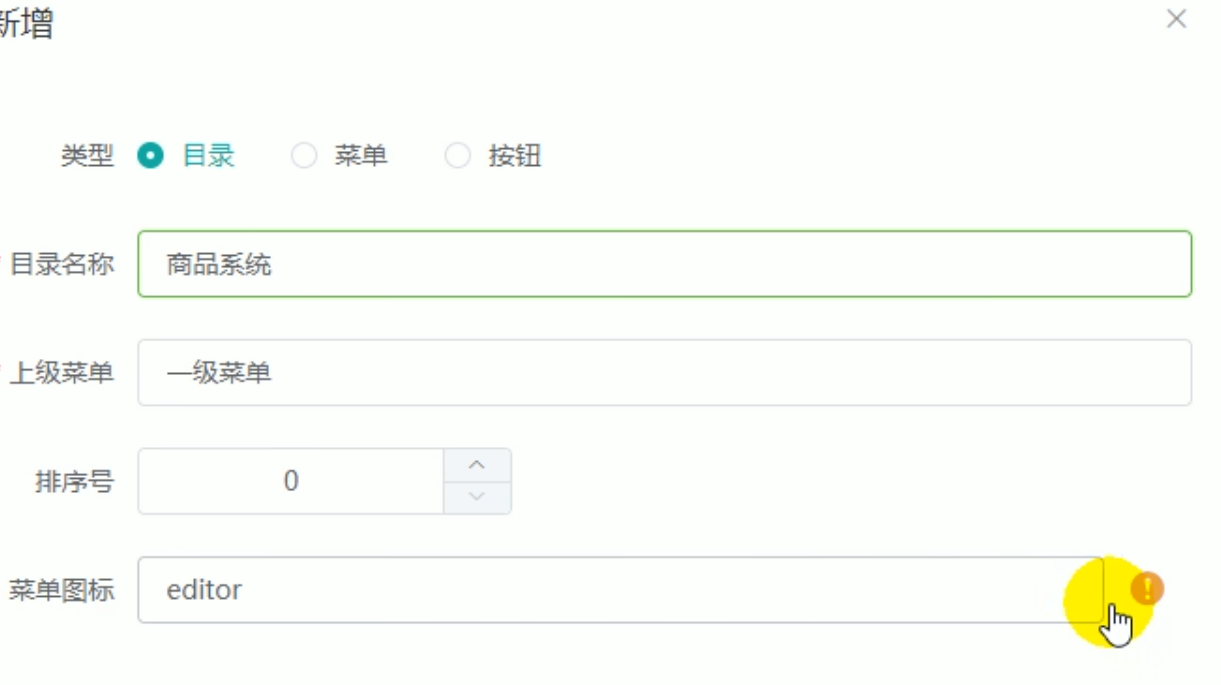 新增
类型 目录 菜单 按钮
目录名称 商品系统
上级菜单 一级菜单
排序号 0
菜单图标 editor